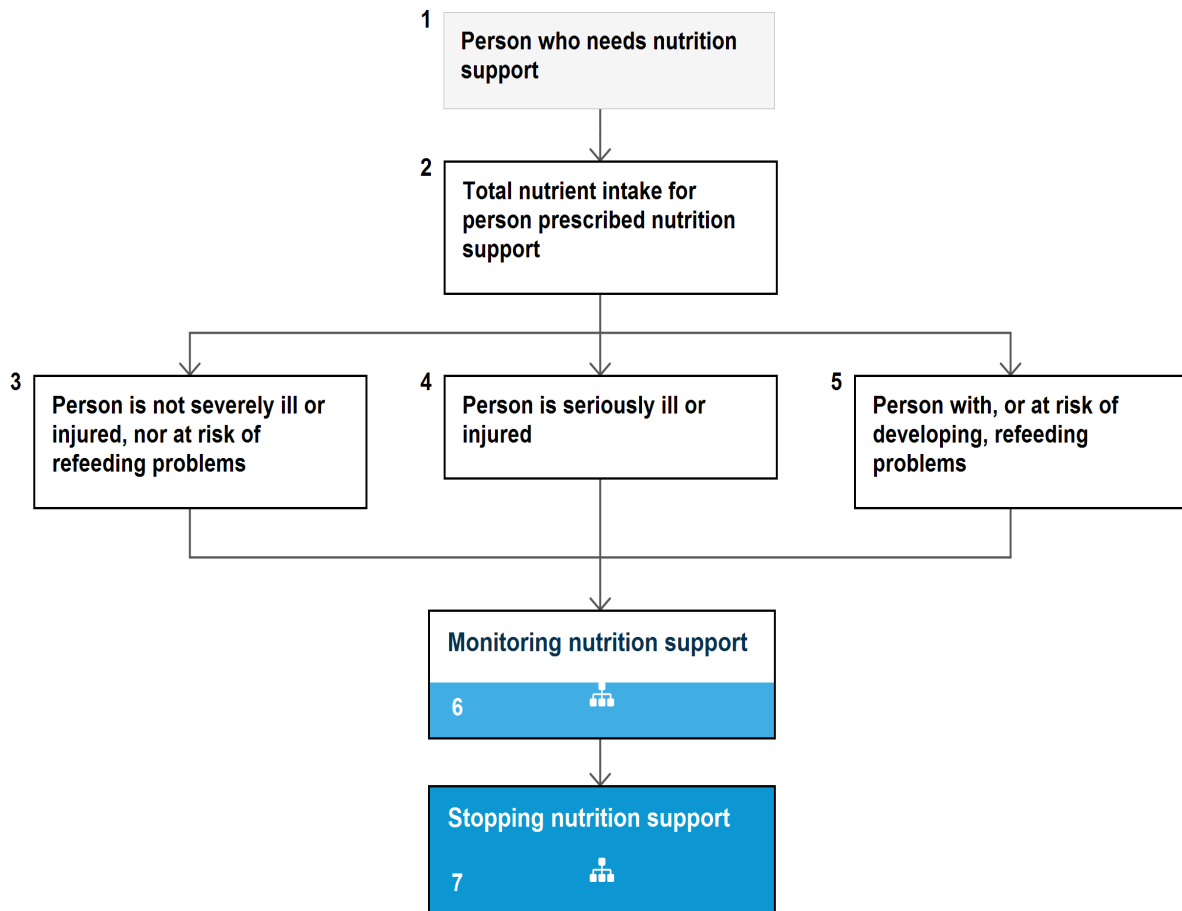 1
Person who needs nutrition
support
2
Total nutrient intake for
person prescribed nutrition
support
3
Person is not severely ill or
injured, nor at risk of
refeeding problems
4
Person is seriously ill or
injured
5
Person with, or at risk of
developing, refeeding
problems
Monitoring nutrition support
6
Stopping nutrition support
7